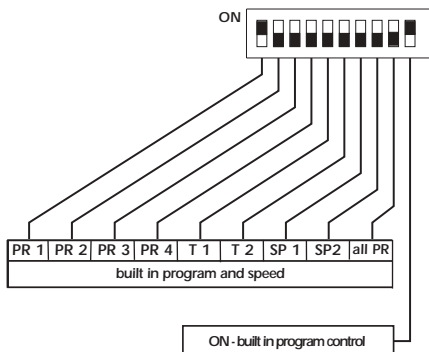 ON
PR 1 PR 2 PR 3 PR 4 T 1 T 2 SP 1 SP2 all PR
built in program and speed
ON - built in program control